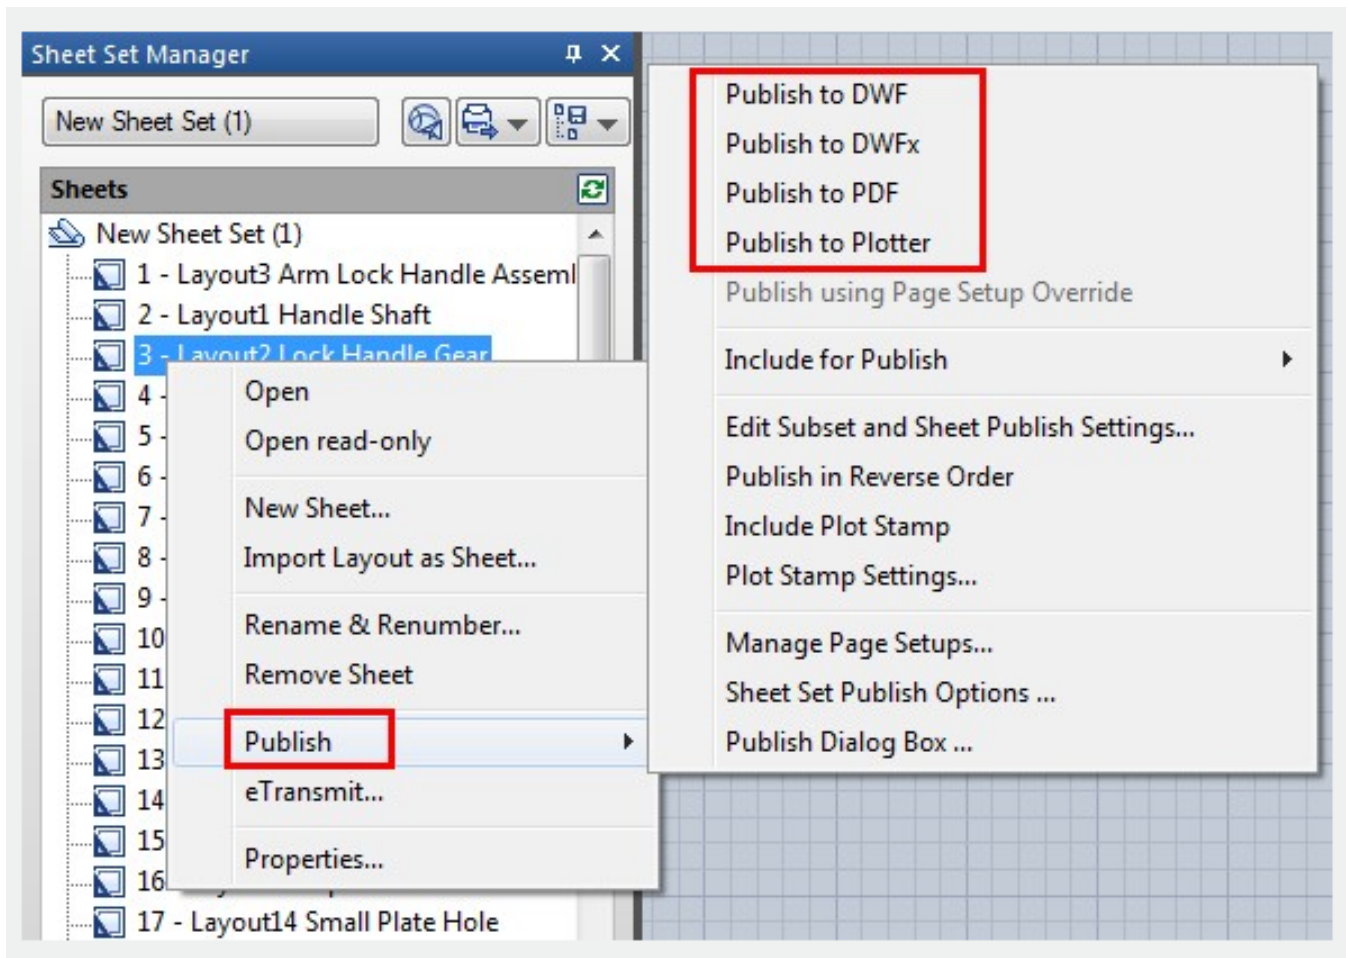 Sheet Set Manager
New Sheet Set (1)
Sheets
New Sheet Set (1)
1 - Layout3 Arm Lock Handle Asseml
2 - Layout1 Handle Shaft
3 - Layout2 Lock Handle Gear
4 -
5 -
6 -
7 -
8 -
9 -
10
11
12
13
14
15
16
17 - Layout14 Small Plate Hole
Open
Open read-only
New Sheet...
Import Layout as Sheet...
Rename & Renumber...
Remove Sheet
Publish
eTransmit...
Properties...
Publish to DWF
Publish to DWFx
Publish to PDF
Publish to Plotter
Publish using Page Setup Override
Include for Publish
Edit Subset and Sheet Publish Settings...
Publish in Reverse Order
Include Plot Stamp
Plot Stamp Settings...
Manage Page Setups...
Sheet Set Publish Options ...
Publish Dialog Box ...